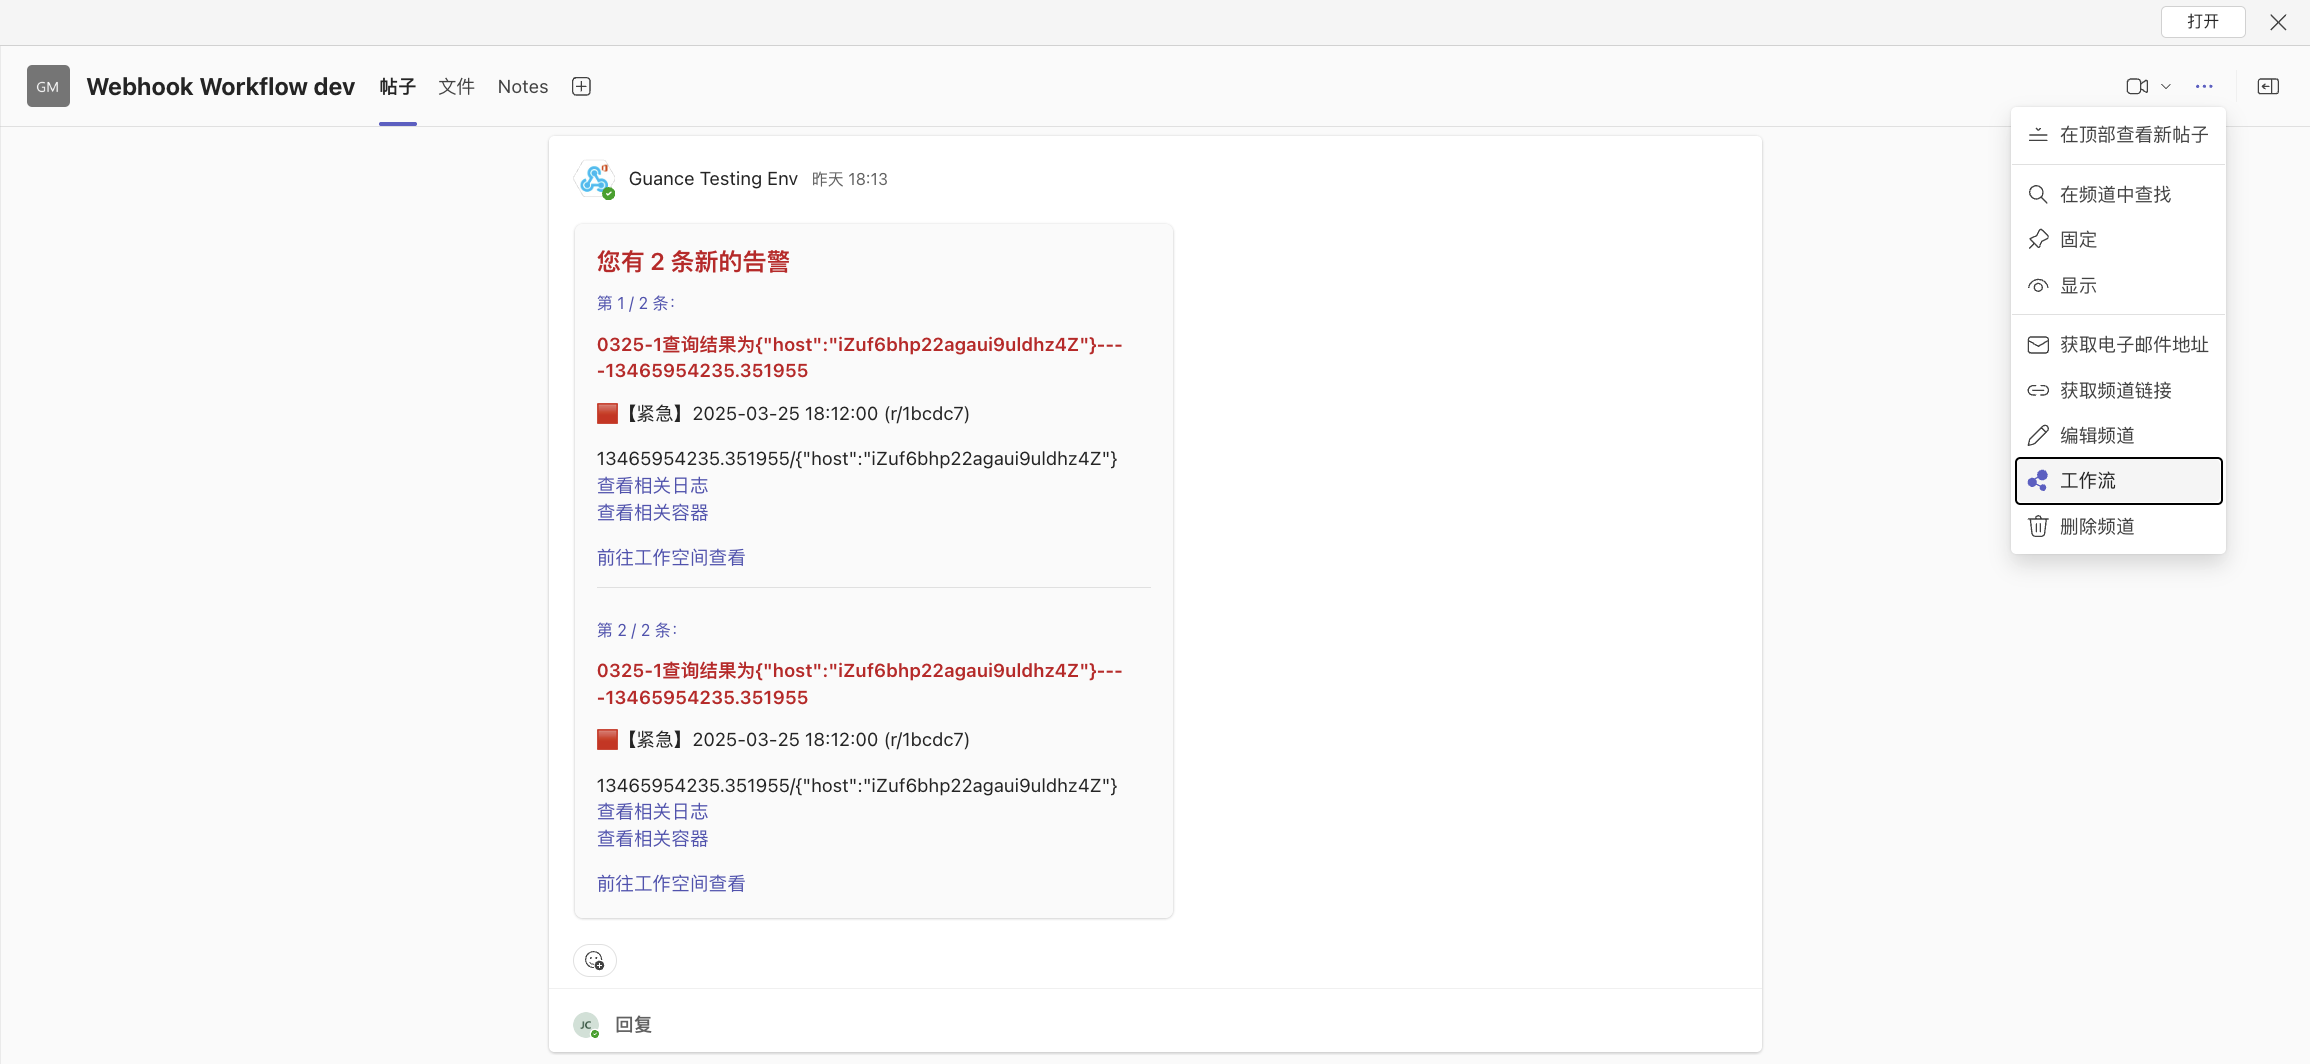 打开
GM
Webhook Workflow dev 帖子 文件 Notes
在顶部查看新帖子
在频道中查找
固定
显示
获取电子邮件地址
获取频道链接
编辑频道
工作流
删除频道
Guance Testing Env 昨天 18:13
您有 2 条新的告警
第 1 / 2 条:
0325-1查询结果为{"host":"iZuf6bhp22agaui9uldhz4Z"}---
-13465954235.351955
【紧急】2025-03-25 18:12:00 (r/1bcdc7)
13465954235.351955/{"host":"iZuf6bhp22agaui9uldhz4Z"}
查看相关日志
查看相关容器
前往工作空间查看
第 2 / 2 条:
0325-1查询结果为{"host":"iZuf6bhp22agaui9uldhz4Z"}---
-13465954235.351955
【紧急】2025-03-25 18:12:00 (r/1bcdc7)
13465954235.351955/{"host":"iZuf6bhp22agaui9uldhz4Z"}
查看相关日志
查看相关容器
前往工作空间查看
JC 回复